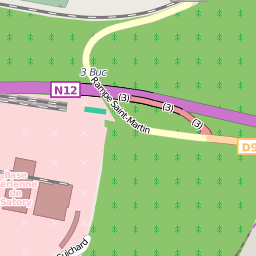 3 Buc
N12
Rampe Saint-Martin
(3)
(3)
(3)
D9
Base
Aérienne
de
Satory
Guichard